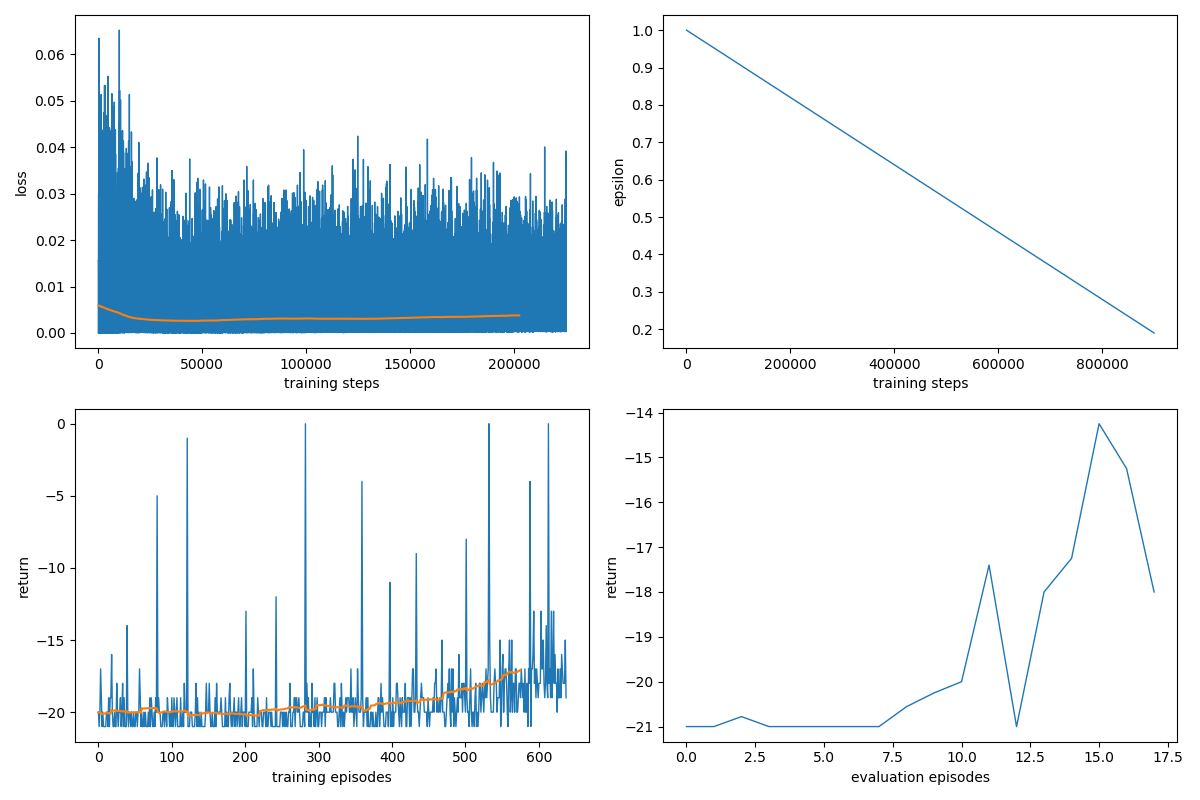 loss
0.06
0.05
0.04
0.03
0.02
0.01
0.00
0 50000 100000 150000 200000
training steps
epsilon
1.0
0.9
0.8
0.7
0.6
0.5
0.4
0.3
0.2
0 200000 400000 600000 800000
training steps
return
0
−5
−10
−15
−20
0 100 200 300 400 500 600
training episodes
return
−14
−15
−16
−17
−18
−19
−20
−21
0.0 2.5 5.0 7.5 10.0 12.5 15.0 17.5
evaluation episodes